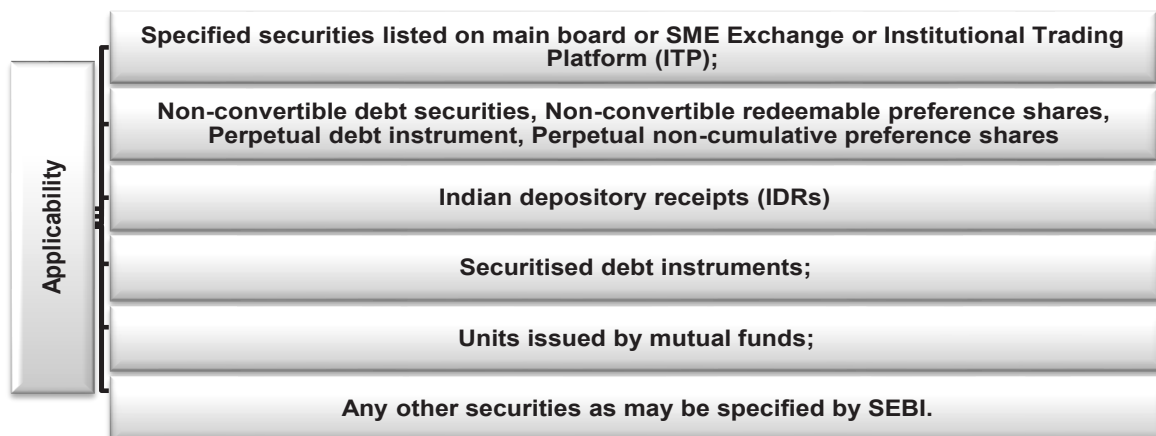 Applicability
Specified securities listed on main board or SME Exchange or Institutional Trading
Platform (ITP);
Non-convertible debt securities, Non-convertible redeemable preference shares,
Perpetual debt instrument, Perpetual non-cumulative preference shares
Indian depository receipts (IDRs)
Securitised debt instruments;
Units issued by mutual funds;
Any other securities as may be specified by SEBI.